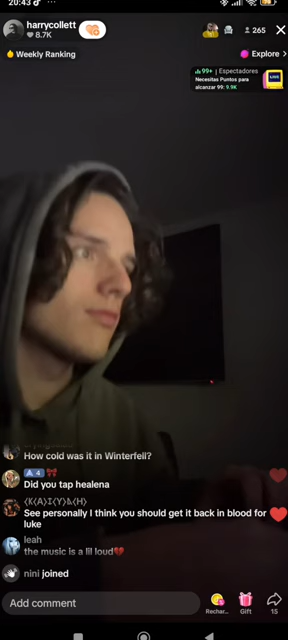 20:43
harrycollett
8.7K
265
Weekly Ranking
Explore >
99+ | Espectadores
Necesitas Puntos para
alcanzar 99: 9.9K
LIVE
How cold was it in Winterfell?
4
Did you tap healena
See personally I think you should get it back in blood for
luke
leah
the music is a lil loud💔
nini joined
Add comment
Rechar...
Gift
15